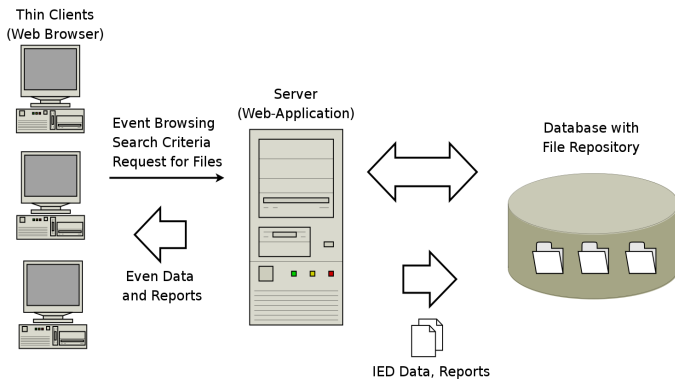 Thin Clients
(Web Browser)
Event Browsing
Search Criteria
Request for Files
Even Data
and Reports
Server
(Web-Application)
Database with
File Repository
IED Data, Reports